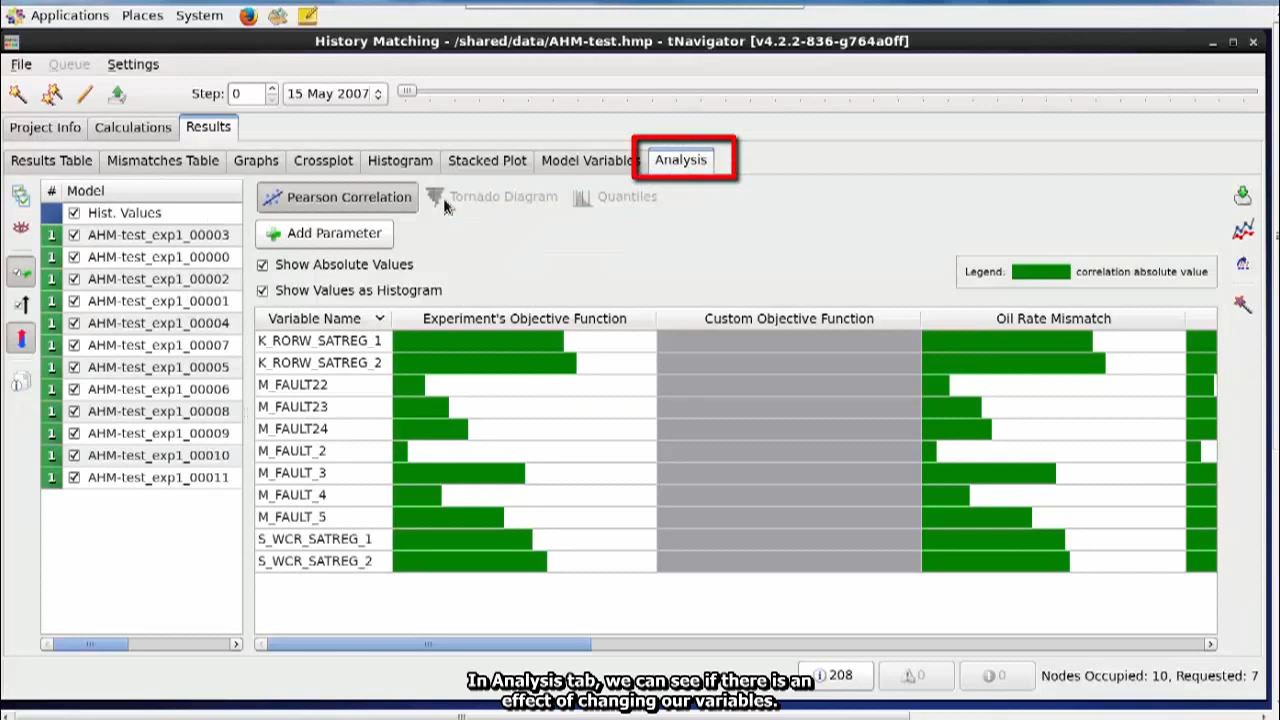 Applications Places System
History Matching - /shared/data/AHM-test.hmp - tNavigator [v4.2.2-836-g764a0ff]
File Queue Settings
Step: 0 15 May 2007
Project Info Calculations Results
Results Table Mismatches Table Graphs Crossplot Histogram Stacked Plot Model Variables Analysis
# Model
Hist. Values
1 AHM-test_exp1_00003
1 AHM-test_exp1_00000
1 AHM-test_exp1_00002
1 AHM-test_exp1_00001
1 AHM-test_exp1_00004
1 AHM-test_exp1_00007
1 AHM-test_exp1_00005
1 AHM-test_exp1_00006
1 AHM-test_exp1_00008
1 AHM-test_exp1_00009
1 AHM-test_exp1_00010
1 AHM-test_exp1_00011
Pearson Correlation Tornado Diagram Quantiles
Add Parameter
Show Absolute Values
Show Values as Histogram
Legend: correlation absolute value
Variable Name Experiment's Objective Function Custom Objective Function Oil Rate Mismatch
K_RORW_SATREG_1
K_RORW_SATREG_2
M_FAULT22
M_FAULT23
M_FAULT24
M_FAULT_2
M_FAULT_3
M_FAULT_4
M_FAULT_5
S_WCR_SATREG_1
S_WCR_SATREG_2
208 0 0 Nodes Occupied: 10, Requested: 7
In Analysis tab, we can see if there is an
effect of changing our variables.